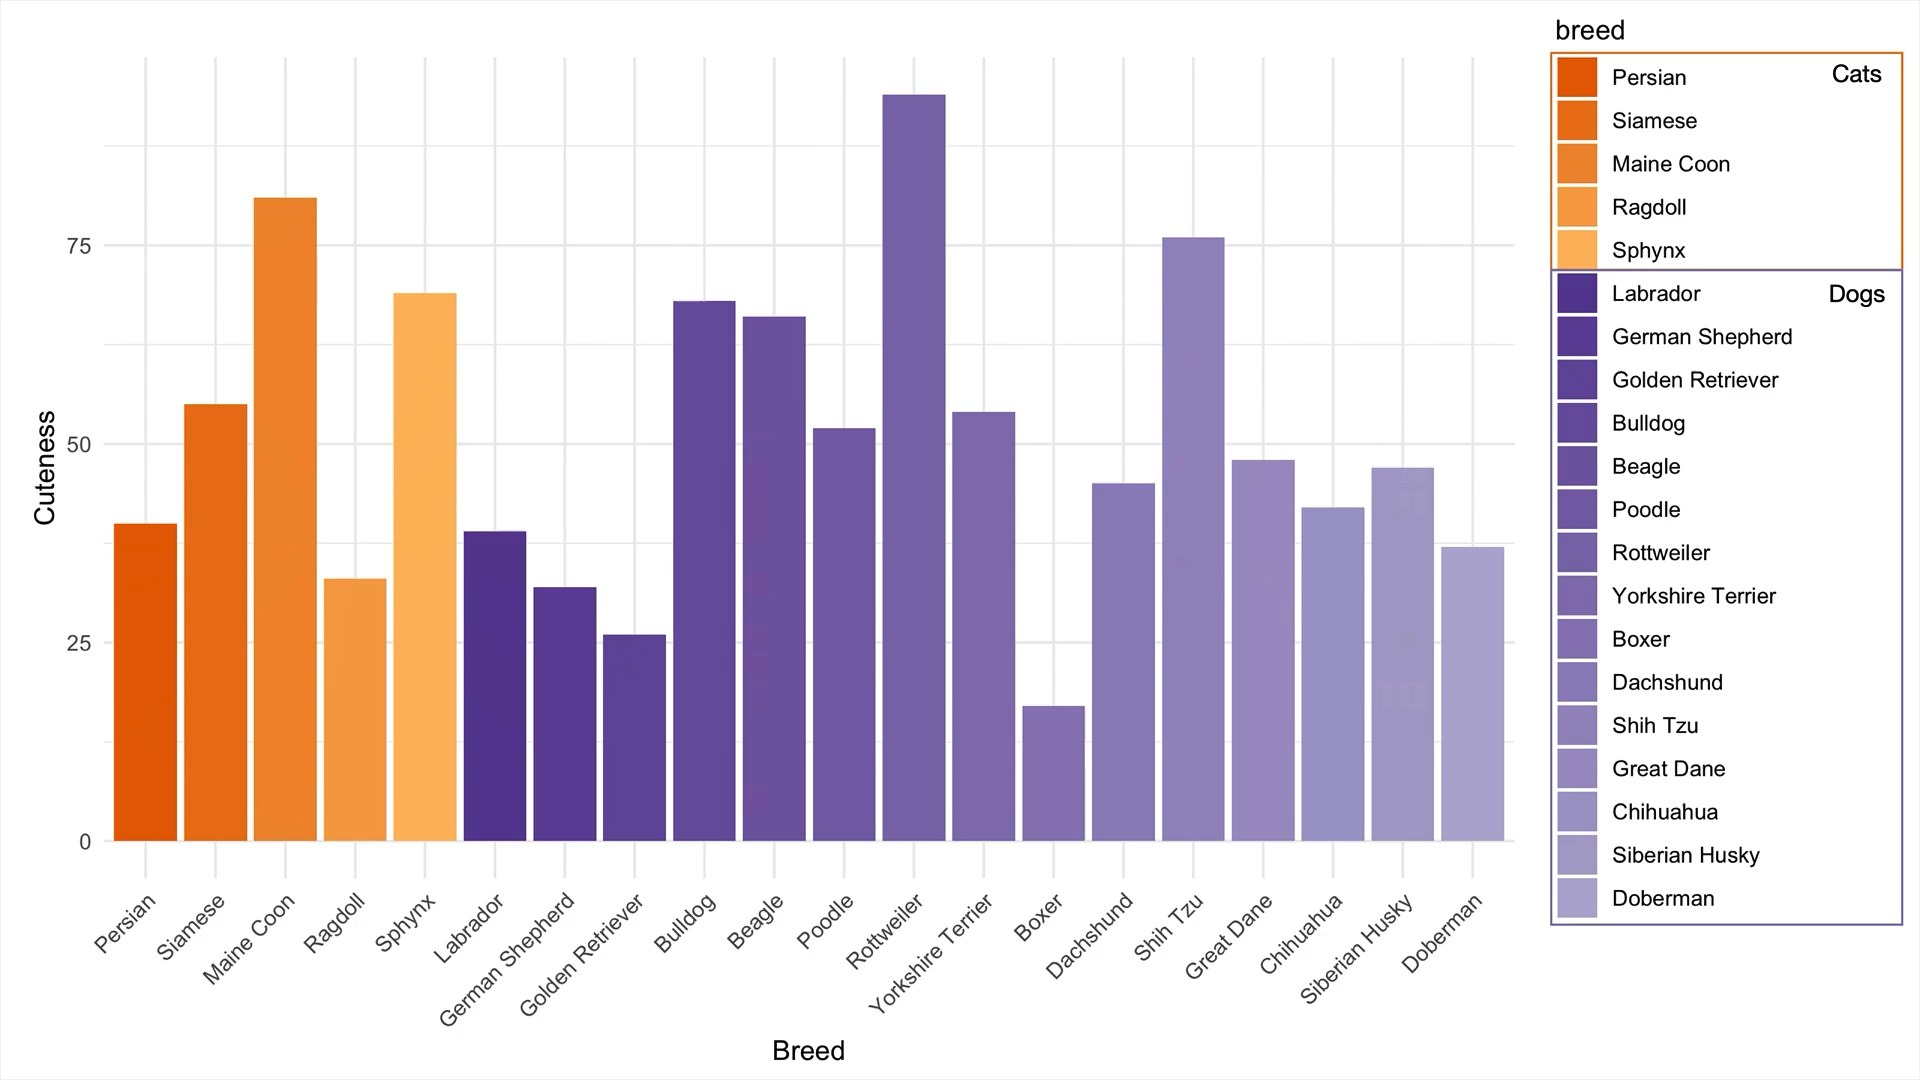 breed
Persian
Cats
Siamese
Maine Coon
Ragdoll
Sphynx
Labrador
Dogs
German Shepherd
Golden Retriever
Bulldog
Beagle
Poodle
Rottweiler
Yorkshire Terrier
Boxer
Dachshund
Shih Tzu
Great Dane
Chihuahua
Siberian Husky
Doberman
Cuteness
75
50
25
0
Persian
Siamese
Maine Coon
Ragdoll
Sphynx
Labrador
German Shepherd
Golden Retriever
Bulldog
Beagle
Poodle
Rottweiler
Yorkshire Terrier
Boxer
Dachshund
Shih Tzu
Great Dane
Chihuahua
Siberian Husky
Doberman
Breed